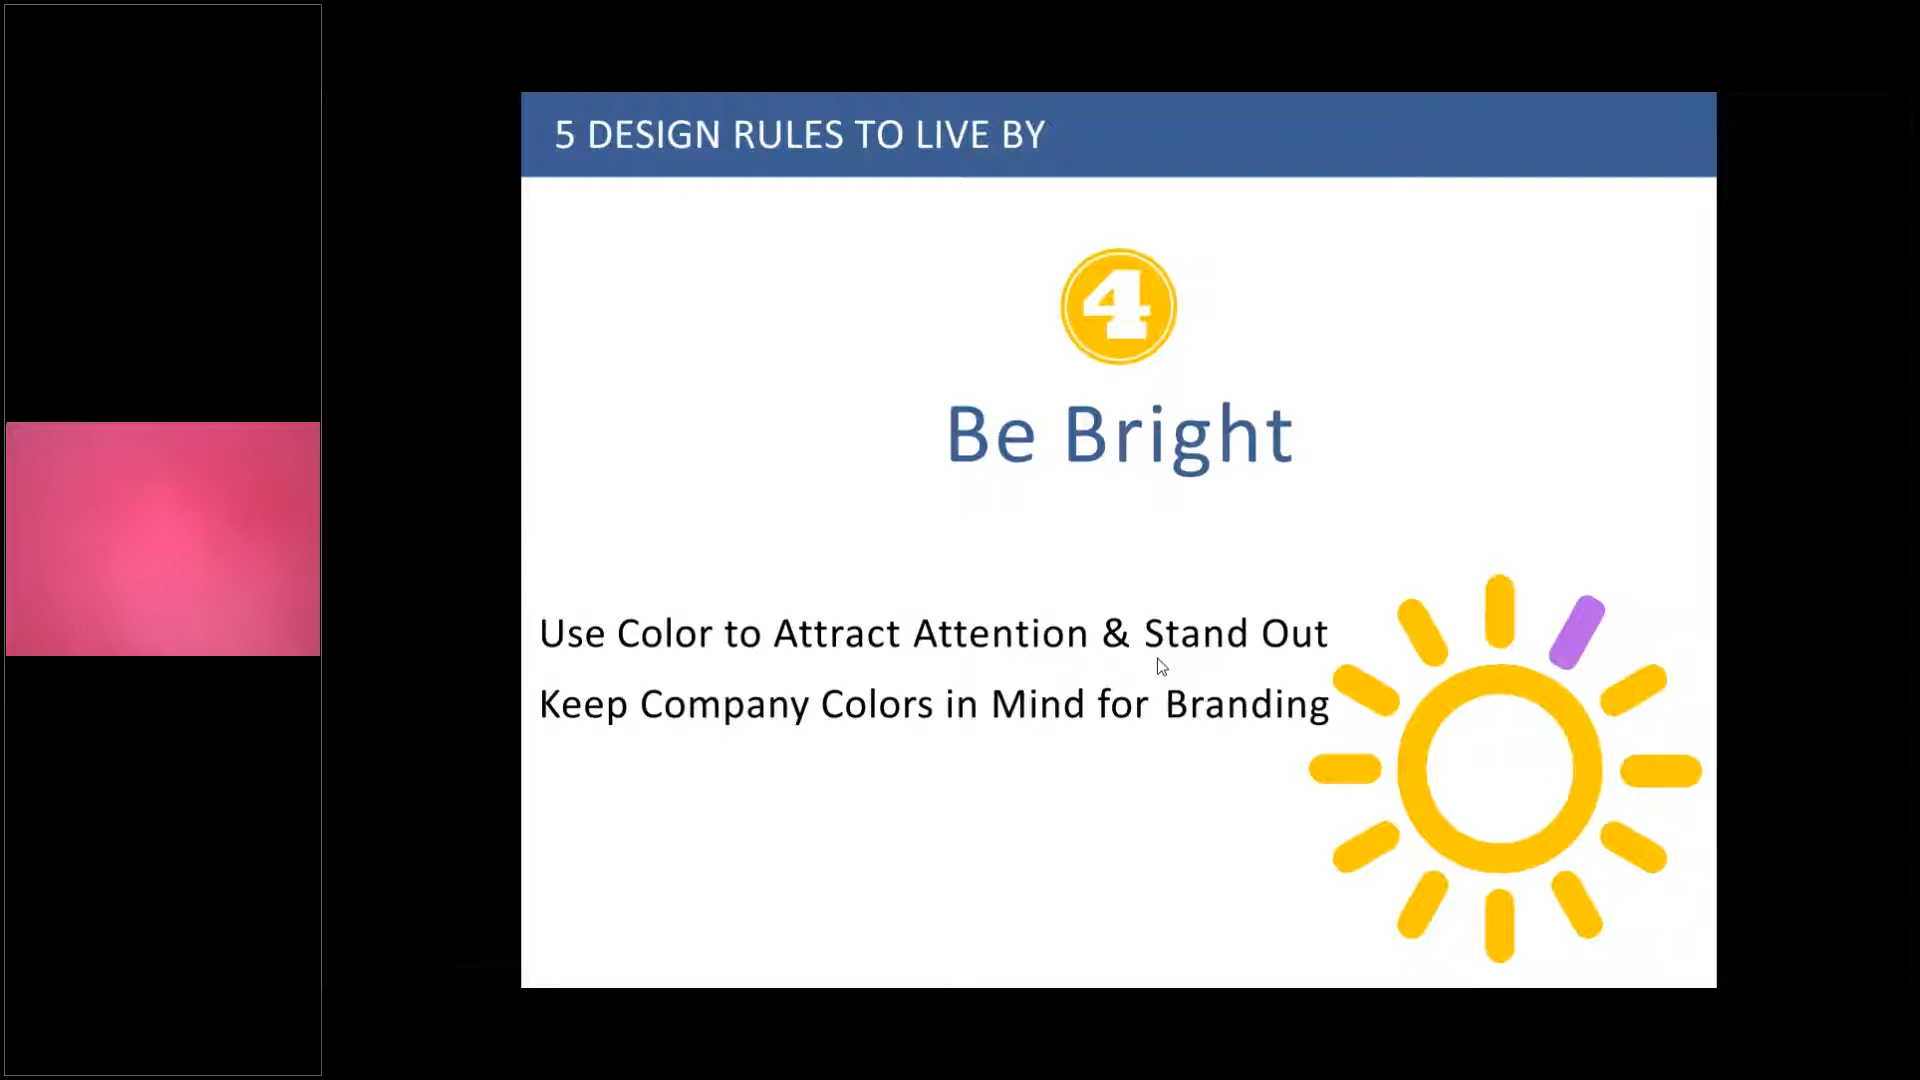 5 DESIGN RULES TO LIVE BY
4
Be Bright
Use Color to Attract Attention & Stand Out
Keep Company Colors in Mind for Branding